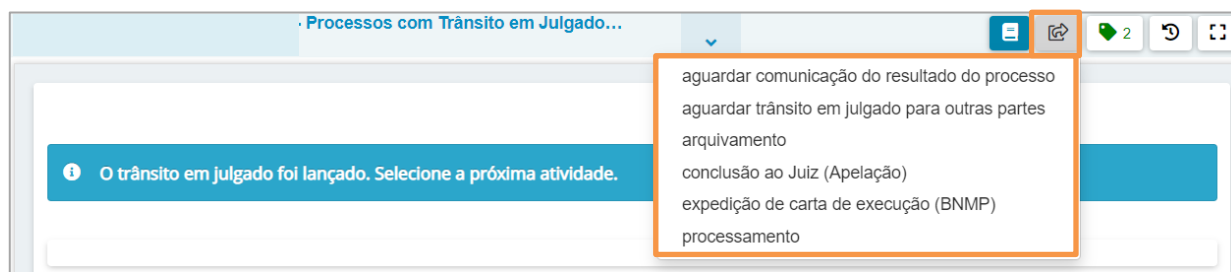 - Processos com Trânsito em Julgado...
2
aguardar comunicação do resultado do processo
aguardar trânsito em julgado para outras partes
arquivamento
conclusão ao Juiz (Apelação)
expedição de carta de execução (BNMP)
processamento
O trânsito em julgado foi lançado. Selecione a próxima atividade.